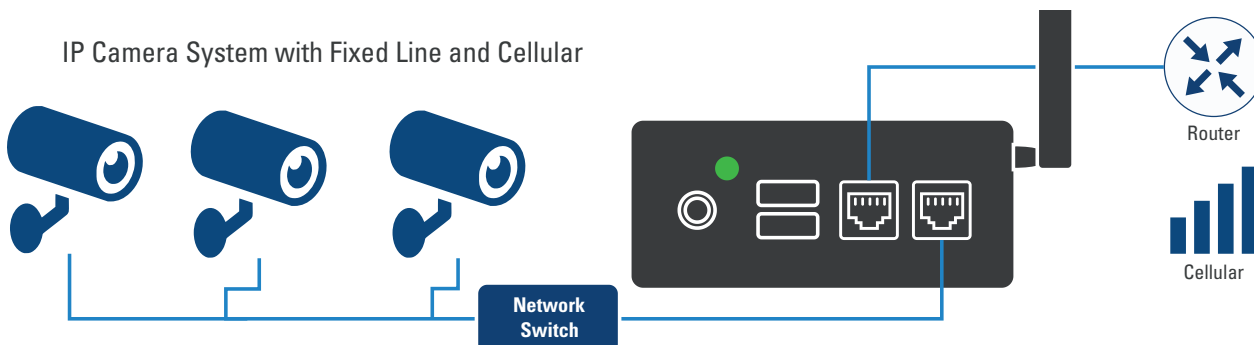 IP Camera System with Fixed Line and Cellular
Router
Cellular
Network
Switch